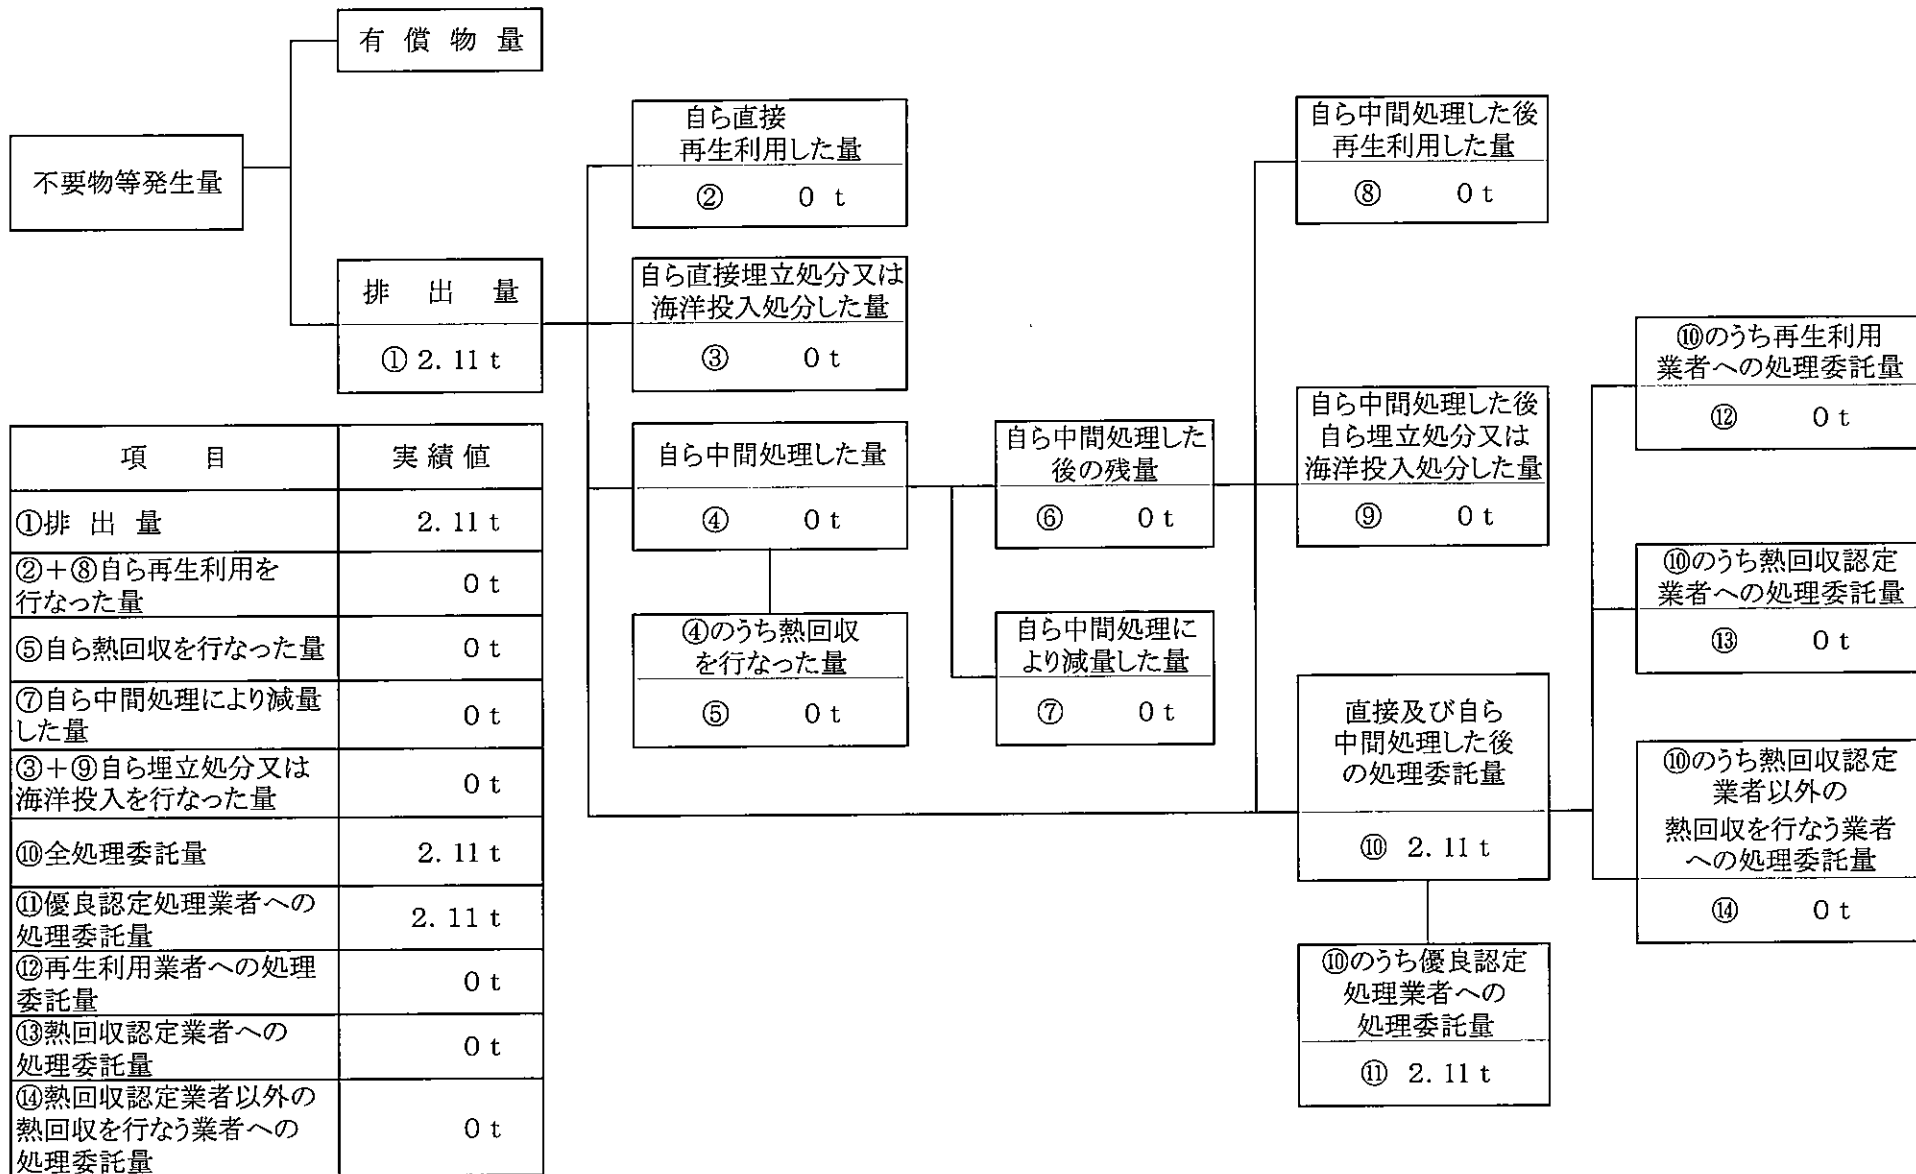 有償物量
不要物等発生量
排出量
① 2.11 t
自ら直接
再生利用した量
② 0 t
自ら直接埋立処分又は
海洋投入処分した量
③ 0 t
自ら中間処理した量
④ 0 t
④のうち熱回収
を行なった量
⑤ 0 t
自ら中間処理した
後の残量
⑥ 0 t
自ら中間処理に
より減量した量
⑦ 0 t
自ら中間処理した後
再生利用した量
⑧ 0 t
自ら中間処理した後
自ら埋立処分又は
海洋投入処分した量
⑨ 0 t
直接及び自ら
中間処理した後
の処理委託量
⑩ 2.11 t
⑩のうち優良認定
処理業者への
処理委託量
⑪ 2.11 t
⑩のうち再生利用
業者への処理委託量
⑫ 0 t
⑩のうち熱回収認定
業者への処理委託量
⑬ 0 t
⑩のうち熱回収認定
業者以外の
熱回収を行なう業者
への処理委託量
⑭ 0 t
項目 実績値
①排出量 2.11 t
②+⑧自ら再生利用を
行なった量 0 t
⑤自ら熱回収を行なった量 0 t
⑦自ら中間処理により減量
した量 0 t
③+⑨自ら埋立処分又は
海洋投入を行なった量 0 t
⑩全処理委託量 2.11 t
⑪優良認定処理業者への
処理委託量 2.11 t
⑫再生利用業者への処理
委託量 0 t
⑬熱回収認定業者への
処理委託量 0 t
⑭熱回収認定業者以外の
熱回収を行なう業者への
処理委託量 0 t